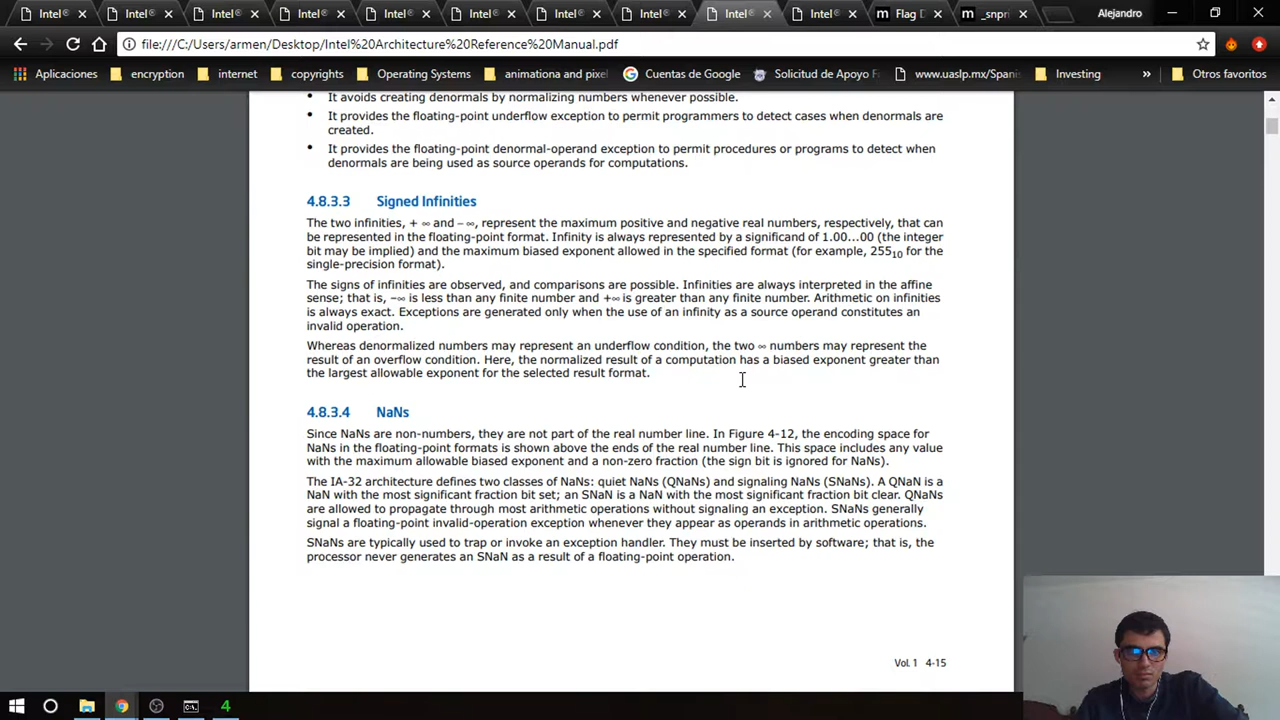 Intel® Intel® Intel® Intel® Intel® Intel® Intel® Intel® Intel® Intel® Flag D _snpri Alejandro
file:///C:/Users/armen/Desktop/Intel%20Architecture%20Reference%20Manual.pdf
Aplicaciones encryption internet copyrights Operating Systems animationa and pixel Cuentas de Google Solicitud de Apoyo F www.uaslp.mx/Spani Investing » Otros favoritos
• It avoids creating denormals by normalizing numbers whenever possible.
• It provides the floating-point underflow exception to permit programmers to detect cases when denormals are
created.
• It provides the floating-point denormal-operand exception to permit procedures or programs to detect when
denormals are being used as source operands for computations.
4.8.3.3 Signed Infinities
The two infinities, + ∞ and – ∞, represent the maximum positive and negative real numbers, respectively, that can
be represented in the floating-point format. Infinity is always represented by a significand of 1.00...00 (the integer
bit may be implied) and the maximum biased exponent allowed in the specified format (for example, 255₁₀ for the
single-precision format).
The signs of infinities are observed, and comparisons are possible. Infinities are always interpreted in the affine
sense; that is, –∞ is less than any finite number and +∞ is greater than any finite number. Arithmetic on infinities
is always exact. Exceptions are generated only when the use of an infinity as a source operand constitutes an
invalid operation.
Whereas denormalized numbers may represent an underflow condition, the two ∞ numbers may represent the
result of an overflow condition. Here, the normalized result of a computation has a biased exponent greater than
the largest allowable exponent for the selected result format.
4.8.3.4 NaNs
Since NaNs are non-numbers, they are not part of the real number line. In Figure 4-12, the encoding space for
NaNs in the floating-point formats is shown above the ends of the real number line. This space includes any value
with the maximum allowable biased exponent and a non-zero fraction (the sign bit is ignored for NaNs).
The IA-32 architecture defines two classes of NaNs: quiet NaNs (QNaNs) and signaling NaNs (SNaNs). A QNaN is a
NaN with the most significant fraction bit set; an SNaN is a NaN with the most significant fraction bit clear. QNaNs
are allowed to propagate through most arithmetic operations without signaling an exception. SNaNs generally
signal a floating-point invalid-operation exception whenever they appear as operands in arithmetic operations.
SNaNs are typically used to trap or invoke an exception handler. They must be inserted by software; that is, the
processor never generates an SNaN as a result of a floating-point operation.
Vol. 1 4-15